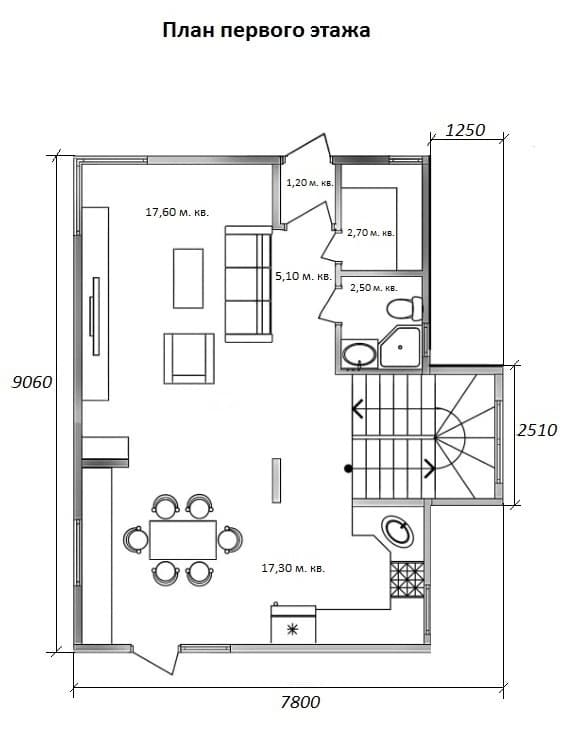 План первого этажа
1250
1,20 м. кв.
17,60 м. кв.
2,70 м. кв.
5,10 м. кв.
2,50 м. кв.
9060
2510
17,30 м. кв.
7800